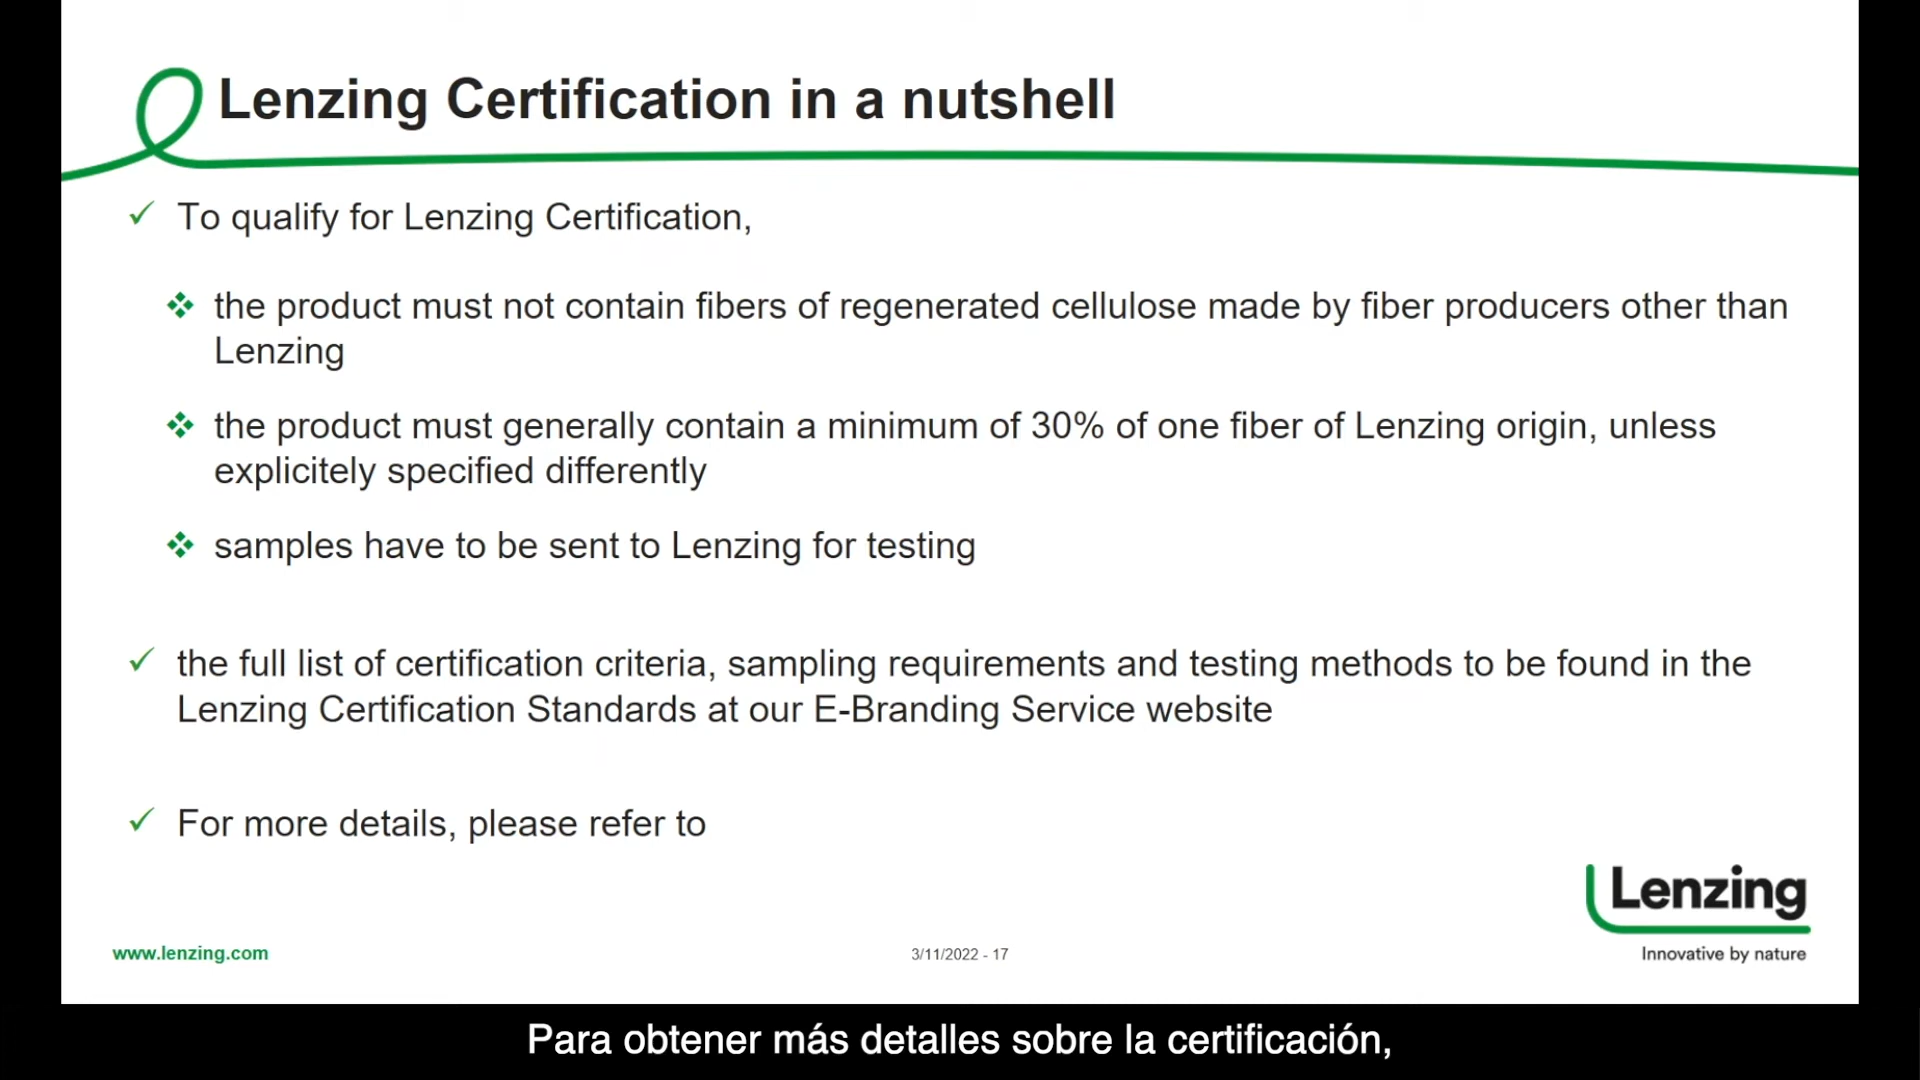 Lenzing Certification in a nutshell
✓ To qualify for Lenzing Certification,
❖ the product must not contain fibers of regenerated cellulose made by fiber producers other than
Lenzing
❖ the product must generally contain a minimum of 30% of one fiber of Lenzing origin, unless
explicitely specified differently
❖ samples have to be sent to Lenzing for testing
✓ the full list of certification criteria, sampling requirements and testing methods to be found in the
Lenzing Certification Standards at our E-Branding Service website
✓ For more details, please refer to
Lenzing
Innovative by nature
www.lenzing.com
3/11/2022 - 17
Para obtener más detalles sobre la certificación,